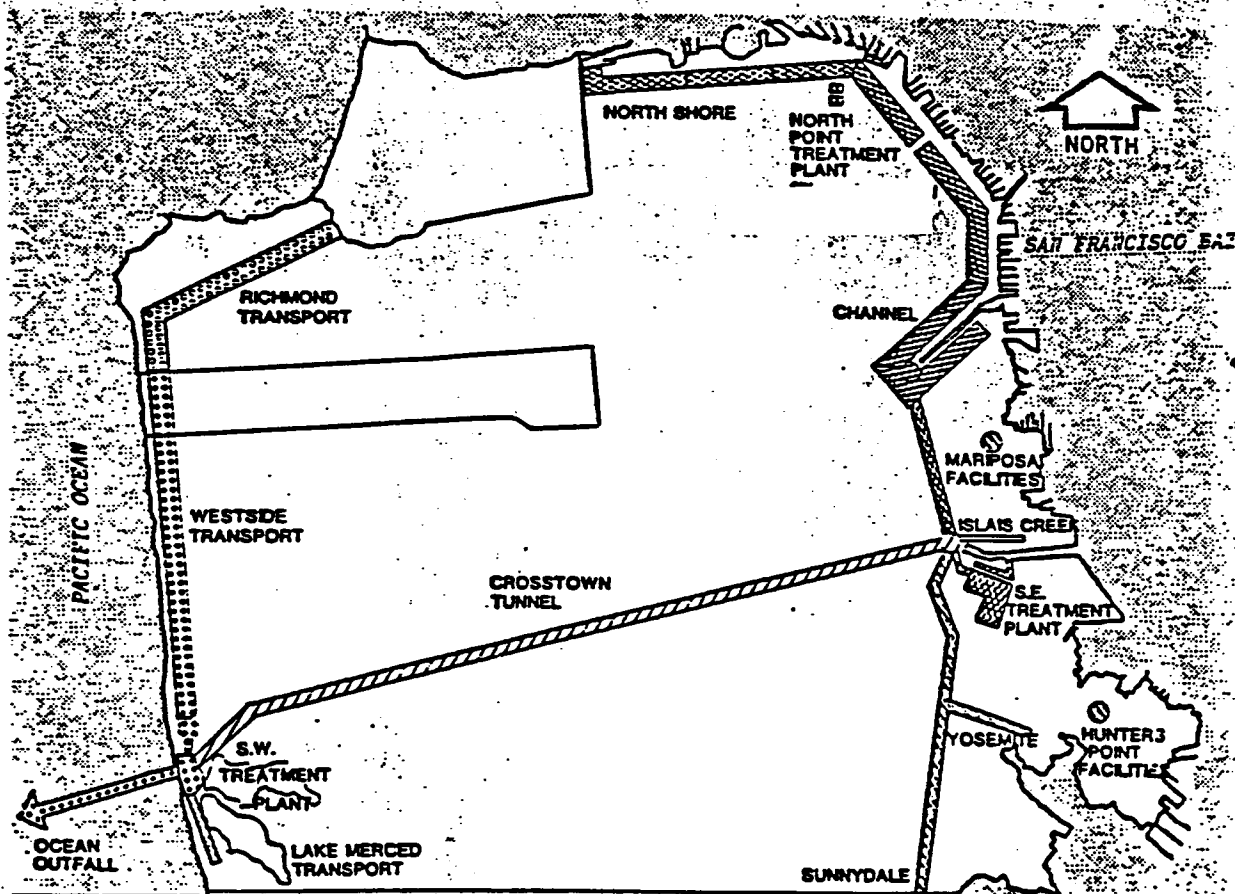 NORTH SHORE
NORTH
POINT
TREATMENT
PLANT
NORTH
SAN FRANCISCO BAY
RICHMOND
TRANSPORT
CHANNEL
MARIPOSA
FACILITIES
PACIFIC OCEAN
WESTSIDE
TRANSPORT
ISLAIS CREEK
CROSSTOWN
TUNNEL
S.E.
TREATMENT
PLANT
YOSEMITE
HUNTERS
POINT
FACILITIES
S.W.
TREATMENT
PLANT
OCEAN
OUTFALL
LAKE MERCED
TRANSPORT
SUNNYDALE